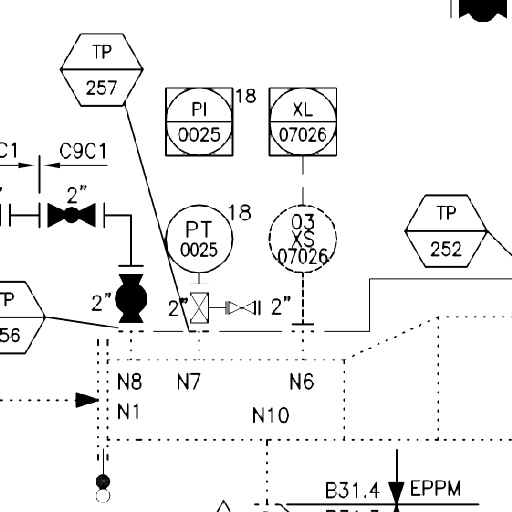 TP
257
PI
0025
18
XL
07026
C1
C9C1
2"
PT
0025
18
03
XS
07026
TP
252
2"
2"
2"
TP
56
N8
N7
N6
N1
N10
B31.4
EPPM